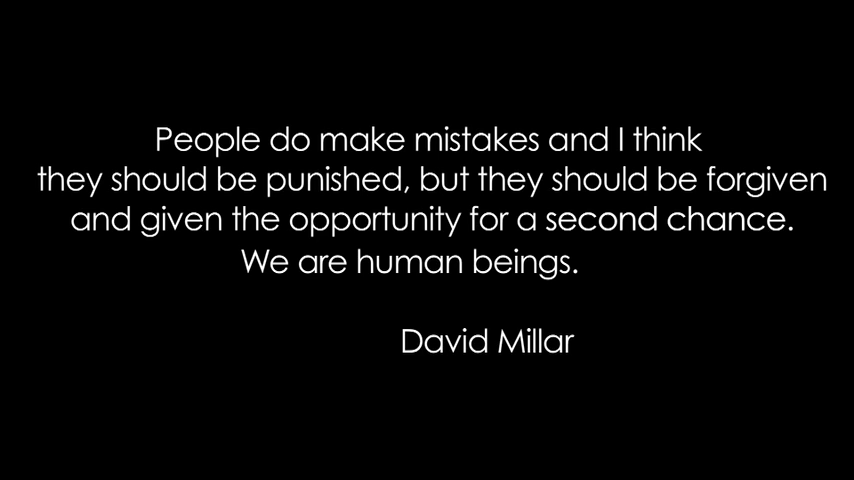 People do make mistakes and I think
they should be punished, but they should be forgiven
and given the opportunity for a second chance.
We are human beings.
David Millar